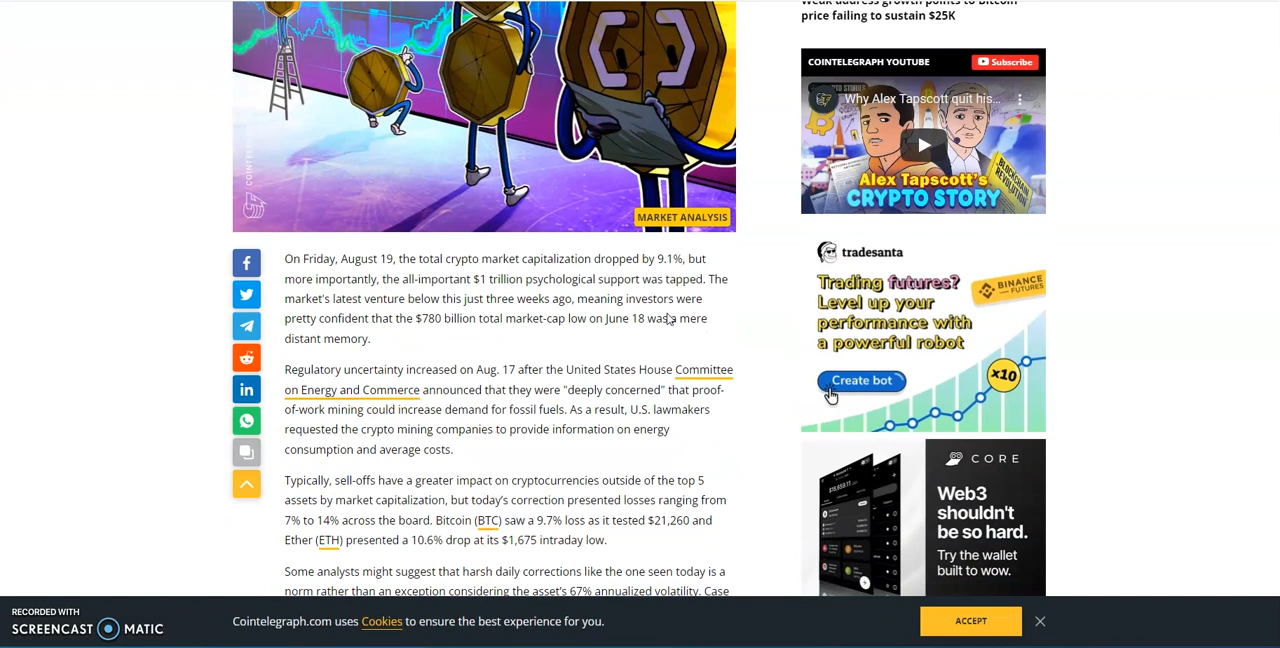 Weak address growth points to Bitcoin
price failing to sustain $25K
COINTELEGRAPH YOUTUBE
Subscribe
Why Alex Tapscott quit his...
BLOCKCHAIN
REVOLUTION
Alex Tapscott's
CRYPTO STORY
MARKET ANALYSIS
On Friday, August 19, the total crypto market capitalization dropped by 9.1%, but
more importantly, the all-important $1 trillion psychological support was tapped. The
market's latest venture below this just three weeks ago, meaning investors were
pretty confident that the $780 billion total market-cap low on June 18 was a mere
distant memory.
Regulatory uncertainty increased on Aug. 17 after the United States House Committee
on Energy and Commerce announced that they were "deeply concerned" that proof-
of-work mining could increase demand for fossil fuels. As a result, U.S. lawmakers
requested the crypto mining companies to provide information on energy
consumption and average costs.
Typically, sell-offs have a greater impact on cryptocurrencies outside of the top 5
assets by market capitalization, but today's correction presented losses ranging from
7% to 14% across the board. Bitcoin (BTC) saw a 9.7% loss as it tested $21,260 and
Ether (ETH) presented a 10.6% drop at its $1,675 intraday low.
Some analysts might suggest that harsh daily corrections like the one seen today is a
norm rather than an exception considering the asset's 67% annualized volatility. Case
tradesanta
Trading futures?
Level up your
performance with
a powerful robot
BINANCE
FUTURES
Create bot
x10
CORE
Web3
shouldn't
be so hard.
Try the wallet
built to wow.
RECORDED WITH
SCREENCAST MATIC
Cointelegraph.com uses Cookies to ensure the best experience for you.
ACCEPT